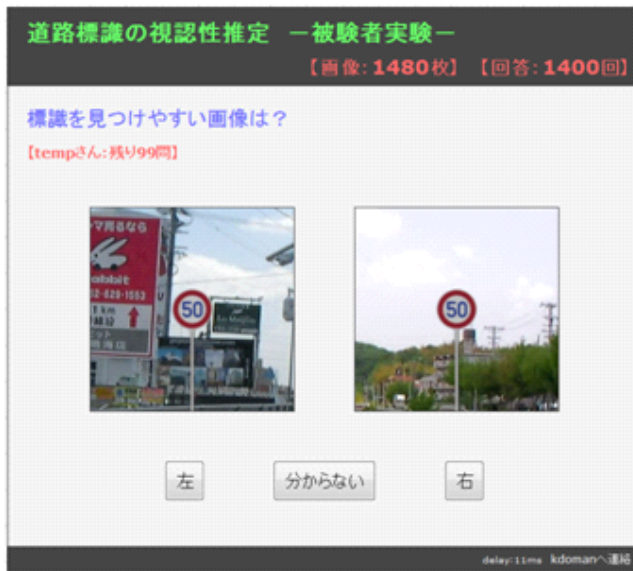 道路標識の視認性推定 －被験者実験－
【画像:1480枚】 【回答:1400回】
標識を見つけやすい画像は？
【tempさん:残り99問】
50
50
左
分からない
右
delay:11ms kdomanへ連絡